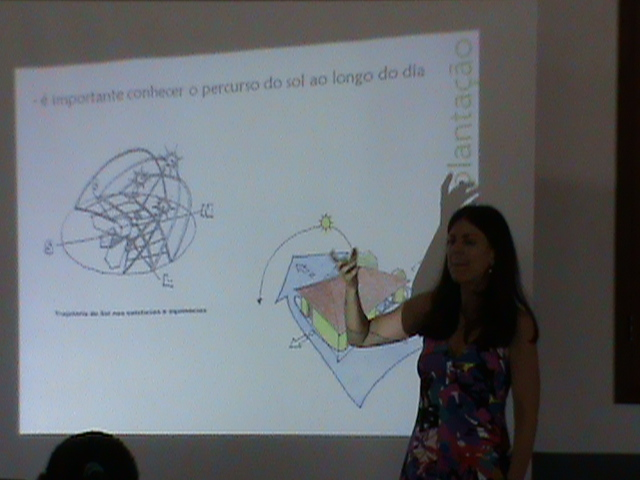 - é importante conhecer o percurso do sol ao longo do dia
plantação
Trajetória do Sol nos solstícios e equinócios